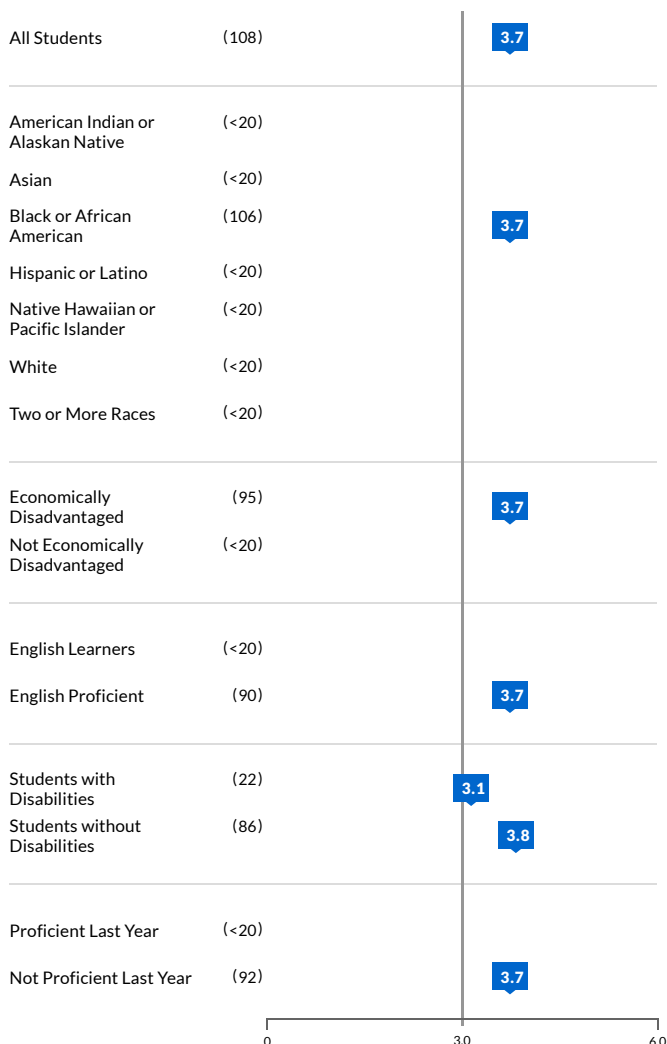 All Students (108) 3.7
American Indian or (<20)
Alaskan Native
Asian (<20)
Black or African (106) 3.7
American
Hispanic or Latino (<20)
Native Hawaiian or (<20)
Pacific Islander
White (<20)
Two or More Races (<20)
Economically (95) 3.7
Disadvantaged
Not Economically (<20)
Disadvantaged
English Learners (<20)
English Proficient (90) 3.7
Students with (22) 3.1
Disabilities
Students without (86) 3.8
Disabilities
Proficient Last Year (<20)
Not Proficient Last Year (92) 3.7
0 3.0 6.0